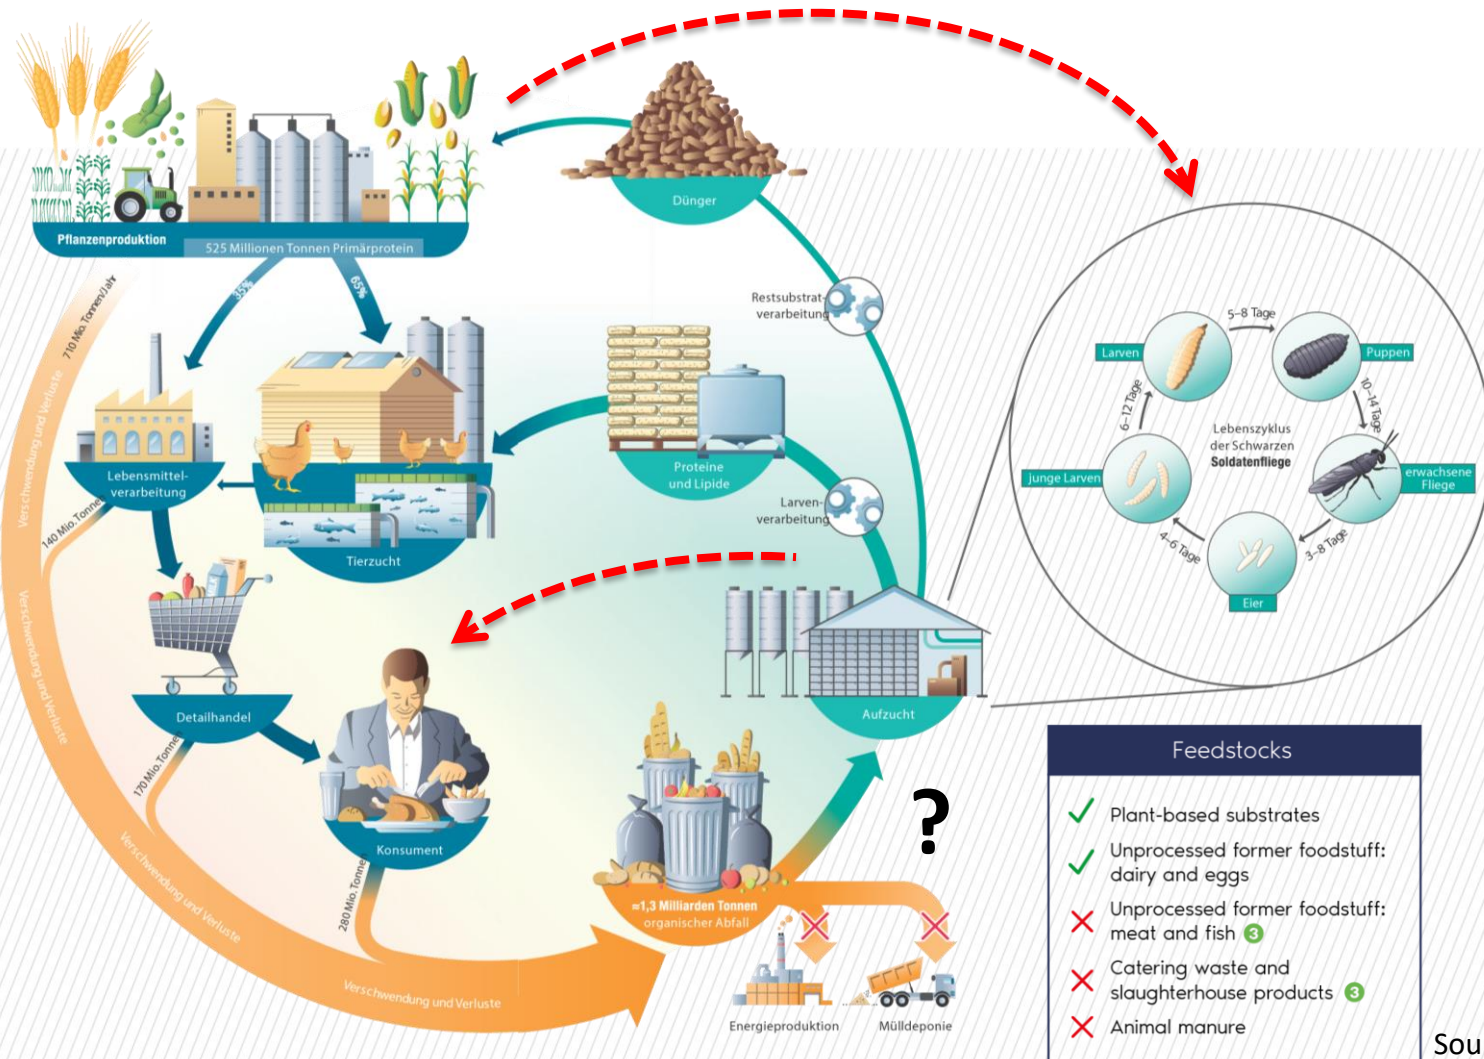 Dünger
Pflanzenproduktion
525 Millionen Tonnen Primärprotein
35%
65%
710 Mio. Tonnen/Jahr
Verschwendung und Verluste
Restsubstrat-
verarbeitung
Lebensmittel-
verarbeitung
140 Mio. Tonnen
Tierzucht
Proteine
und Lipide
Larven-
verarbeitung
Verschwendung und Verluste
Detailhandel
170 Mio. Tonnen
Konsument
280 Mio. Tonnen
Verschwendung und Verluste
Verschwendung und Verluste
≈1,3 Milliarden Tonnen
organischer Abfall
Energieproduktion
Mülldeponie
Aufzucht
?
5–8 Tage
Larven
Puppen
6–12 Tage
10–14 Tage
Lebenszyklus
der Schwarzen
Soldatenfliege
junge Larven
erwachsene
Fliege
4–6 Tage
3–8 Tage
Eier
Feedstocks
Plant-based substrates
Unprocessed former foodstuff:
dairy and eggs
Unprocessed former foodstuff:
meat and fish 3
Catering waste and
slaughterhouse products 3
Animal manure
Sou